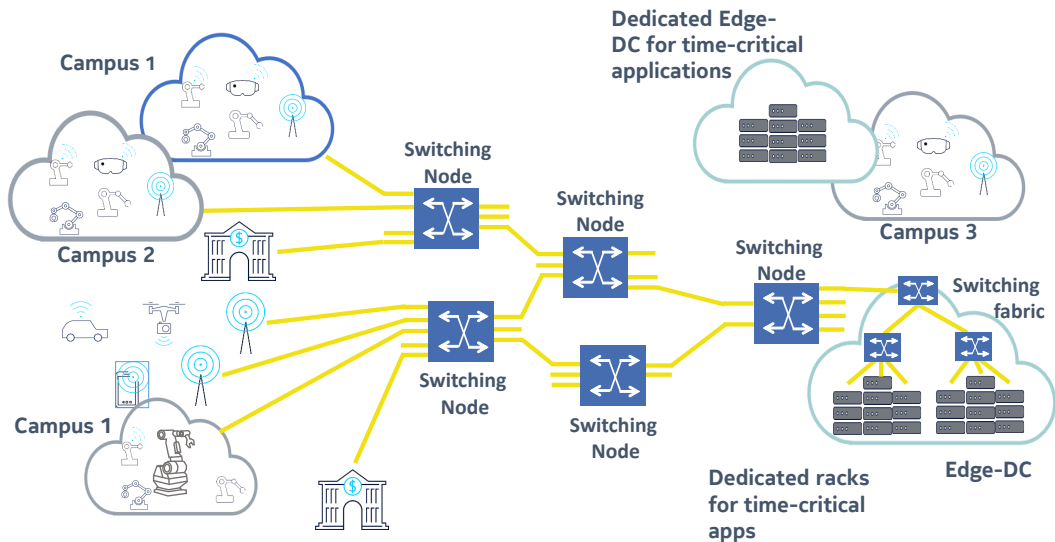 Dedicated Edge-
DC for time-critical
applications
Campus 1
Switching
Node
Switching
Node
Campus 2
$
Campus 3
Switching
Node
Switching
fabric
Switching
Node
Campus 1
Switching
Node
$
Dedicated racks
for time-critical
apps
Edge-DC